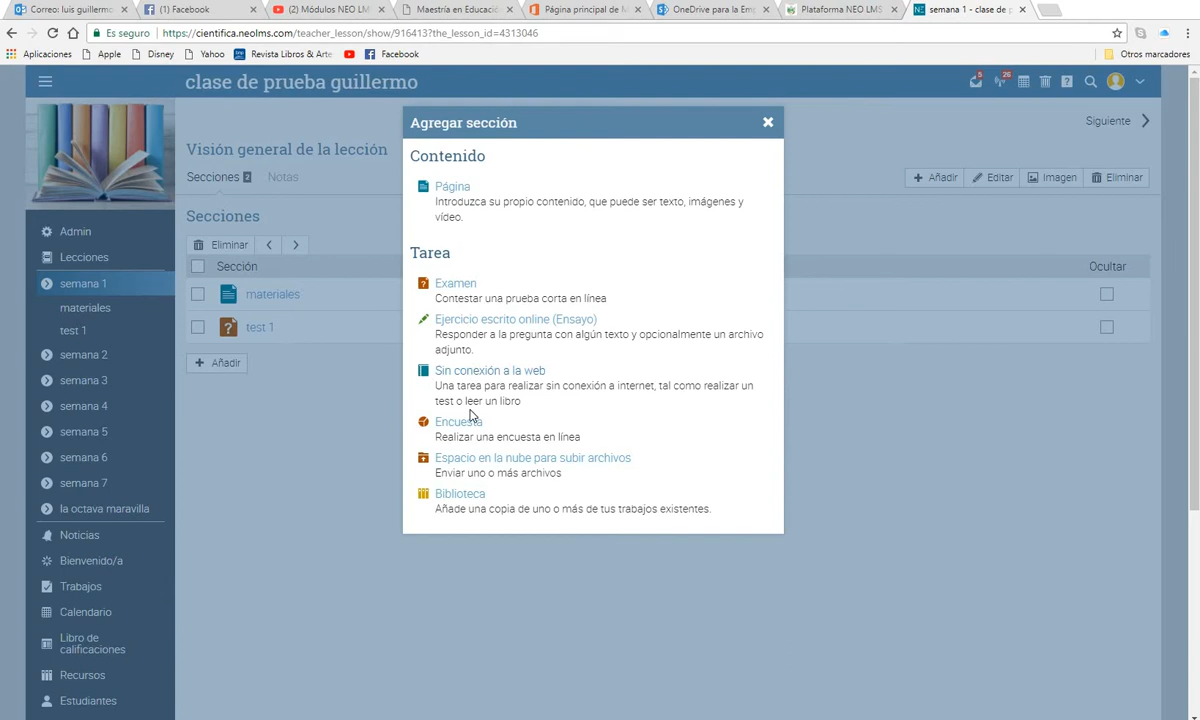 Correo: luis guillermo
(1) Facebook
(2) Módulos NEO LM
Maestría en Educació
Página principal de M
OneDrive para la Emp
Plataforma NEO LMS
semana 1 - clase de p
Es seguro
https://cientifica.neolms.com/teacher_lesson/show/916413?the_lesson_id=4313046
Aplicaciones
Apple
Disney
Yahoo
Revista Libros & Arte
Facebook
Otros marcadores
clase de prueba guillermo
5
26
Agregar sección
Siguiente
Visión general de la lección
Secciones 2
Notas
Añadir
Editar
Imagen
Eliminar
Secciones
Eliminar
Sección
Ocultar
materiales
test 1
Añadir
Contenido
Página
Introduzca su propio contenido, que puede ser texto, imágenes y
vídeo.
Tarea
Examen
Contestar una prueba corta en línea
Ejercicio escrito online (Ensayo)
Responder a la pregunta con algún texto y opcionalmente un archivo
adjunto.
Sin conexión a la web
Una tarea para realizar sin conexión a internet, tal como realizar un
test o leer un libro
Encuesta
Realizar una encuesta en línea
Espacio en la nube para subir archivos
Enviar uno o más archivos
Biblioteca
Añade una copia de uno o más de tus trabajos existentes.
Admin
Lecciones
semana 1
materiales
test 1
semana 2
semana 3
semana 4
semana 5
semana 6
semana 7
la octava maravilla
Noticias
Bienvenido/a
Trabajos
Calendario
Libro de
calificaciones
Recursos
Estudiantes